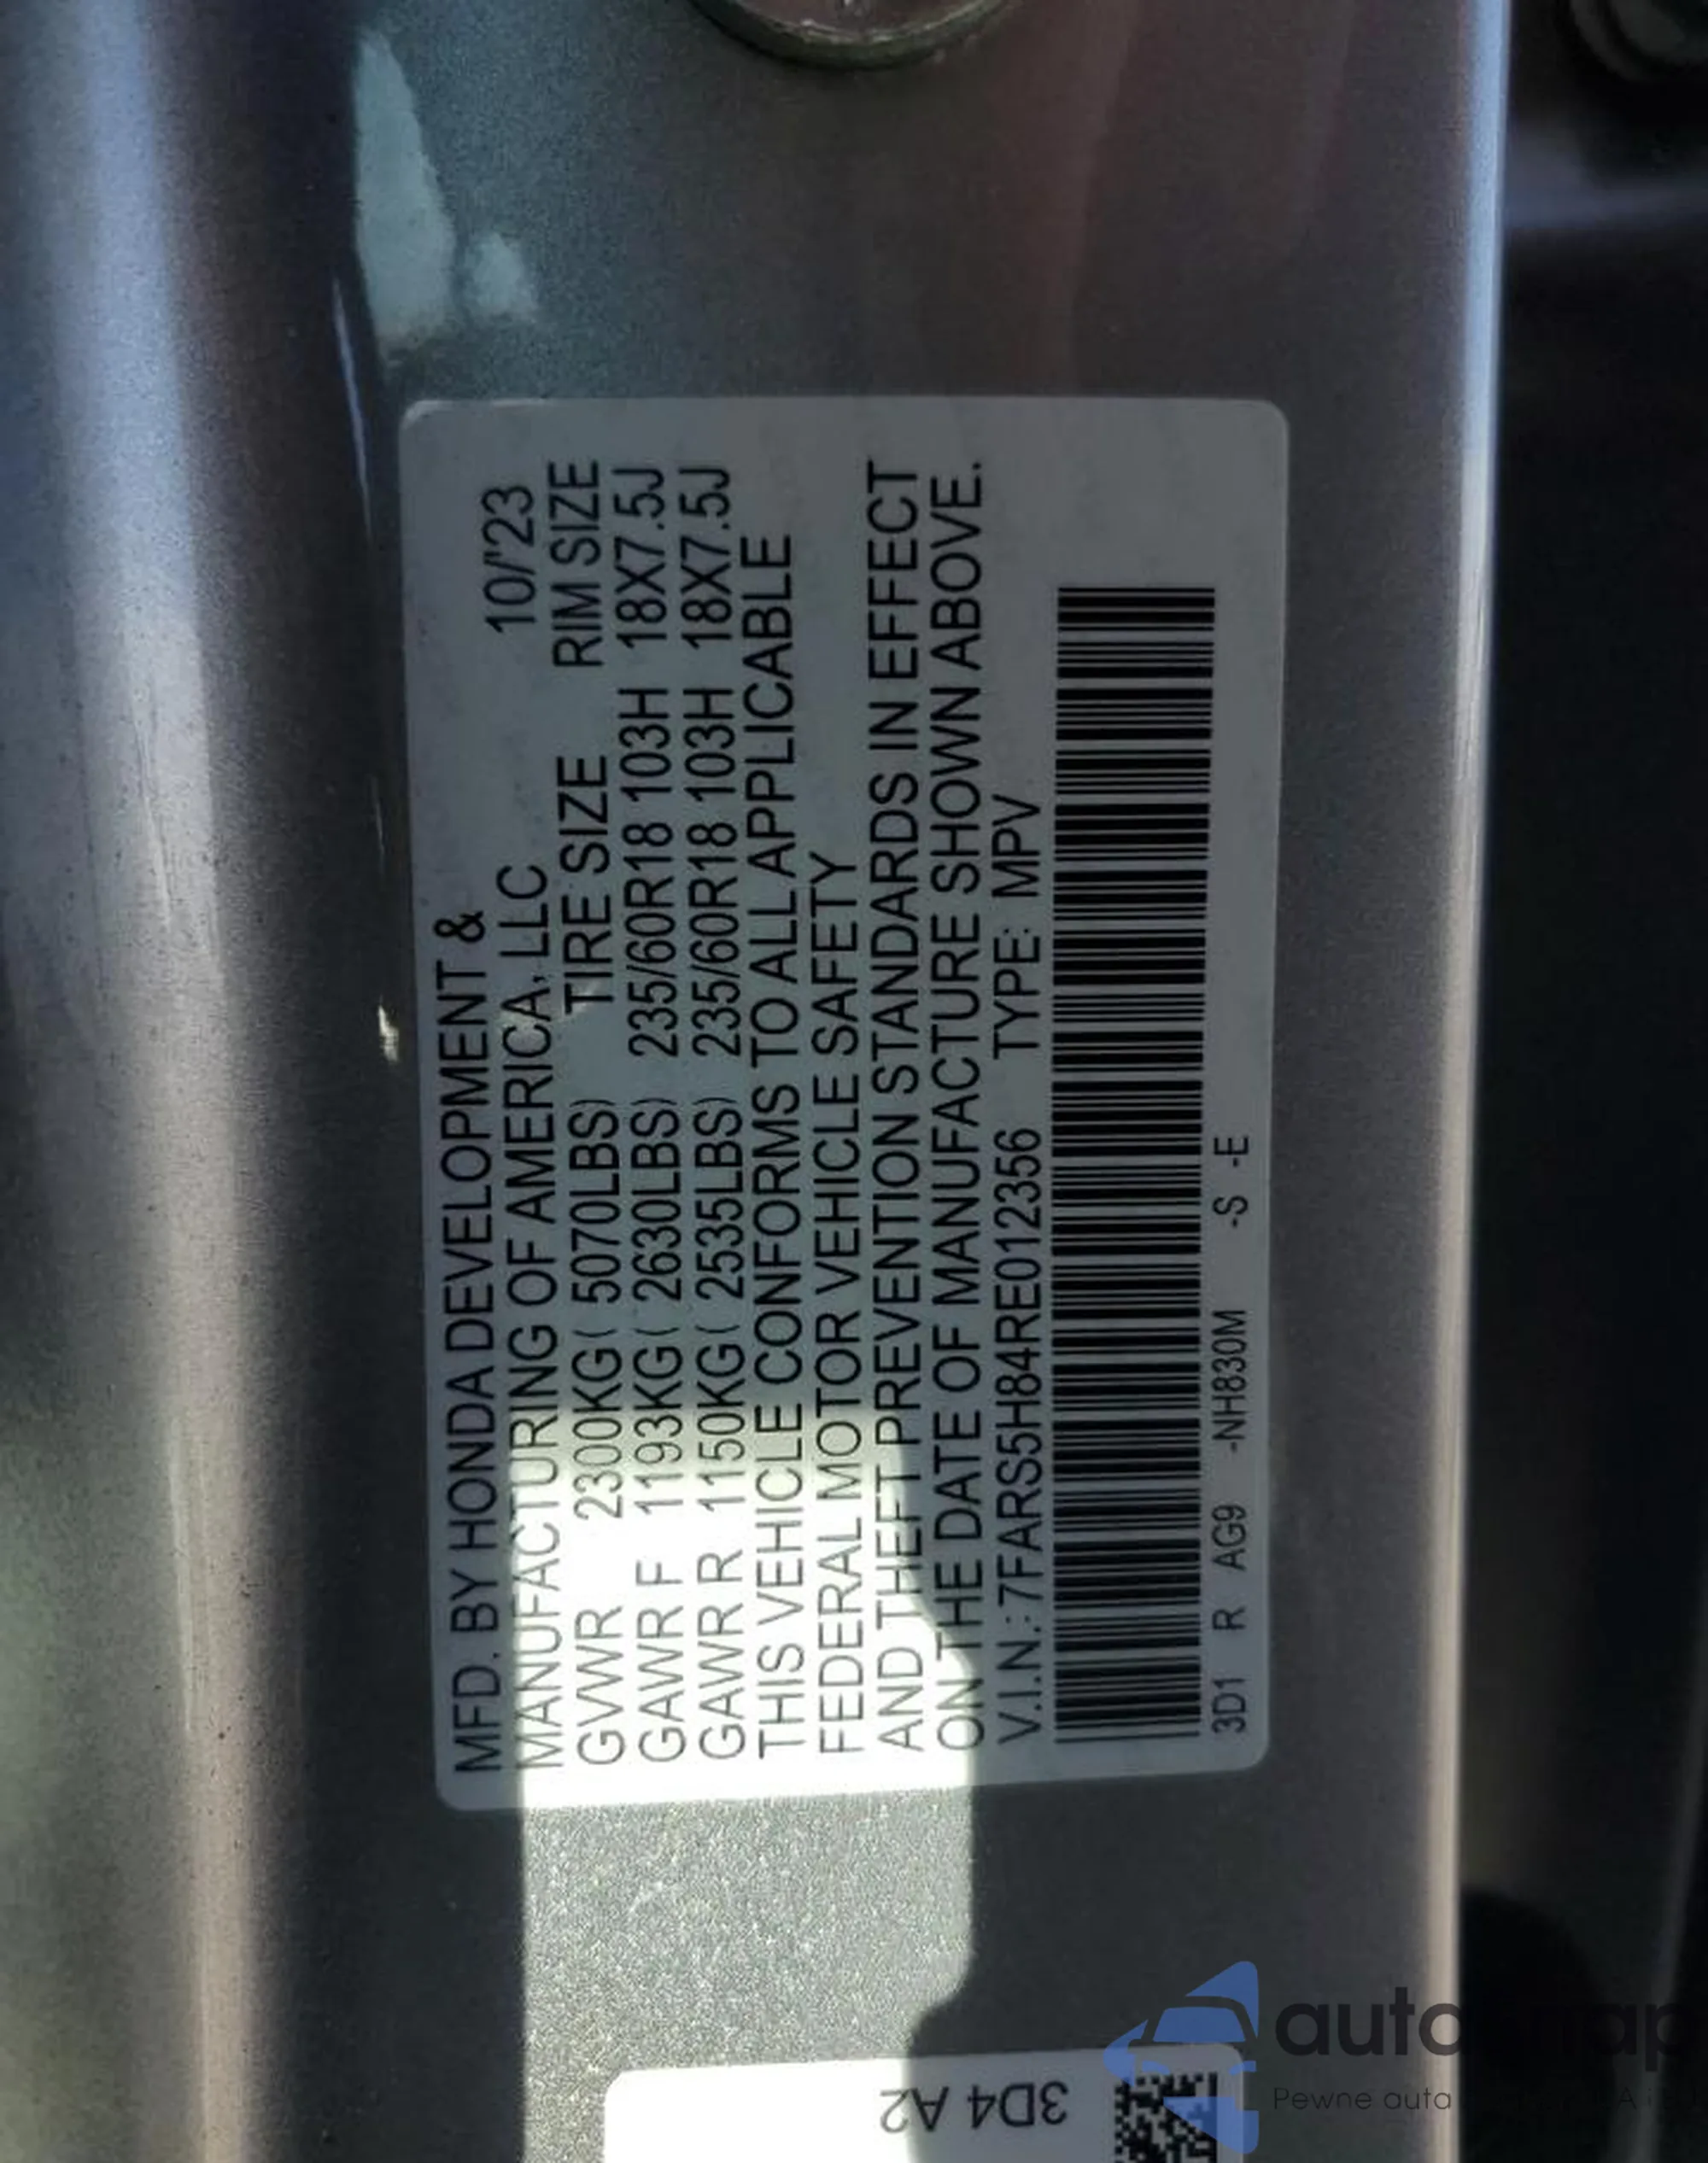 MFD. BY HONDA DEVELOPMENT &
MANUFACTURING OF AMERICA, LLC 10/'23
TIRE SIZE RIM SIZE
GVWR 2300KG( 5070LBS)
GAWR F 1193KG( 2630LBS) 235/60R18 103H 18X7.5J
GAWR R 1150KG( 2535LBS) 235/60R18 103H 18X7.5J
THIS VEHICLE CONFORMS TO ALL APPLICABLE
FEDERAL MOTOR VEHICLE SAFETY
AND THEFT PREVENTION STANDARDS IN EFFECT
ON THE DATE OF MANUFACTURE SHOWN ABOVE.
V.I.N.: 7FARS5H84RE012356 TYPE: MPV
3D1 R AG9 -NH830M -S -E
3D4 A2
Pewne auta